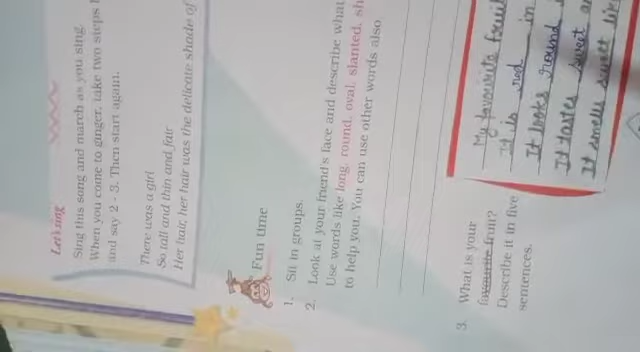 Let's sing
Sing this song and march as you sing.
When you come to ginger, take two steps
and say 2 - 3. Then start again.
There was a girl
So tall and thin and fair
Her hair, her hair was the delicate shade of
Fun time
1. Sit in groups.
2. Look at your friend's face and describe what
Use words like long, round, oval, slanted,
to help you. You can use other words also
3. What is your
favourite fruit?
Describe it in five
sentences.
My favourite fruit
It is red in
It looks round
It tastes sweet an
It smells sweet like